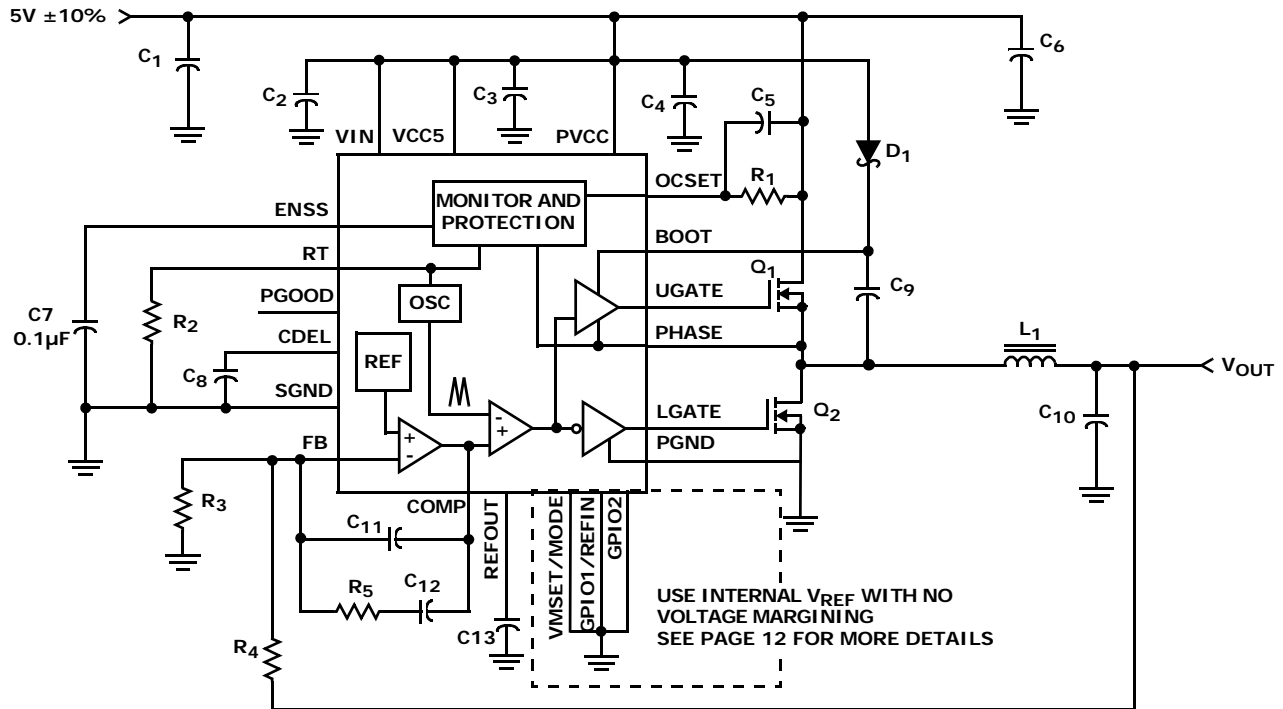 5V ±10%
C1
C2
C3
C4
C5
C6
VIN
VCC5
PVCC
D1
OCSET
R1
MONITOR AND
PROTECTION
ENSS
BOOT
RT
Q1
C9
OSC
UGATE
PGOOD
C7
0.1µF
R2
PHASE
L1
CDEL
REF
VOUT
C8
SGND
LGATE
Q2
C10
+
-
-
+
PGND
FB
R3
COMP
REFOUT
VMSET/MODE
GPIO1/REFIN
GPIO2
C11
R5
C12
C13
USE INTERNAL VREF WITH NO
VOLTAGE MARGINING
SEE PAGE 12 FOR MORE DETAILS
R4